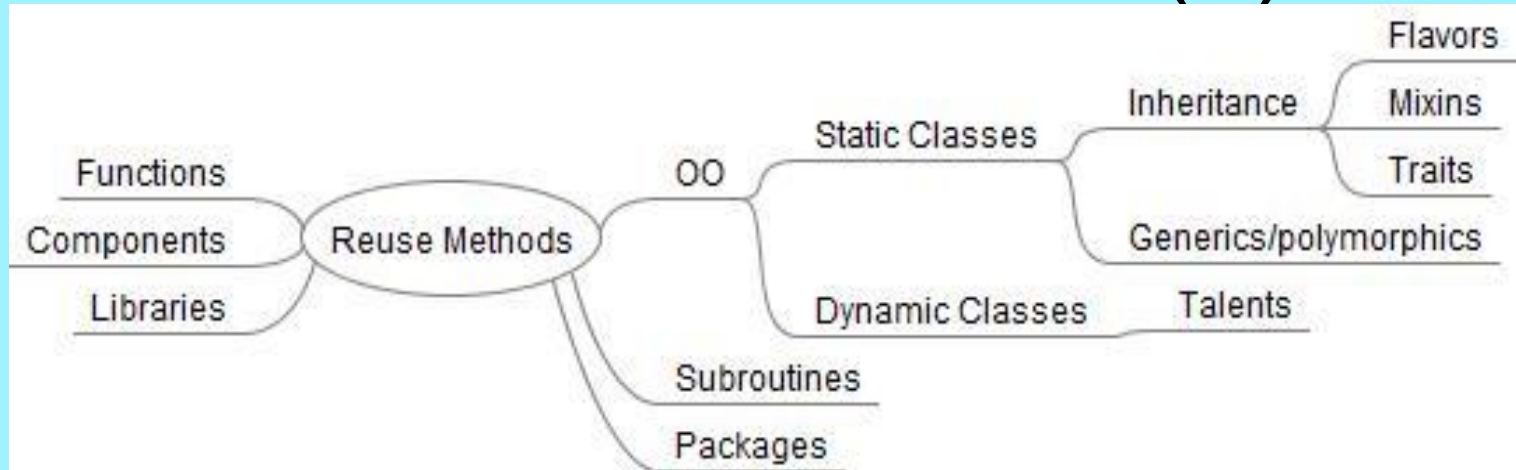 Flavors
Inheritance
Mixins
Static Classes
Functions
OO
Traits
Components
Reuse Methods
Generics/polymorphics
Libraries
Dynamic Classes
Talents
Subroutines
Packages